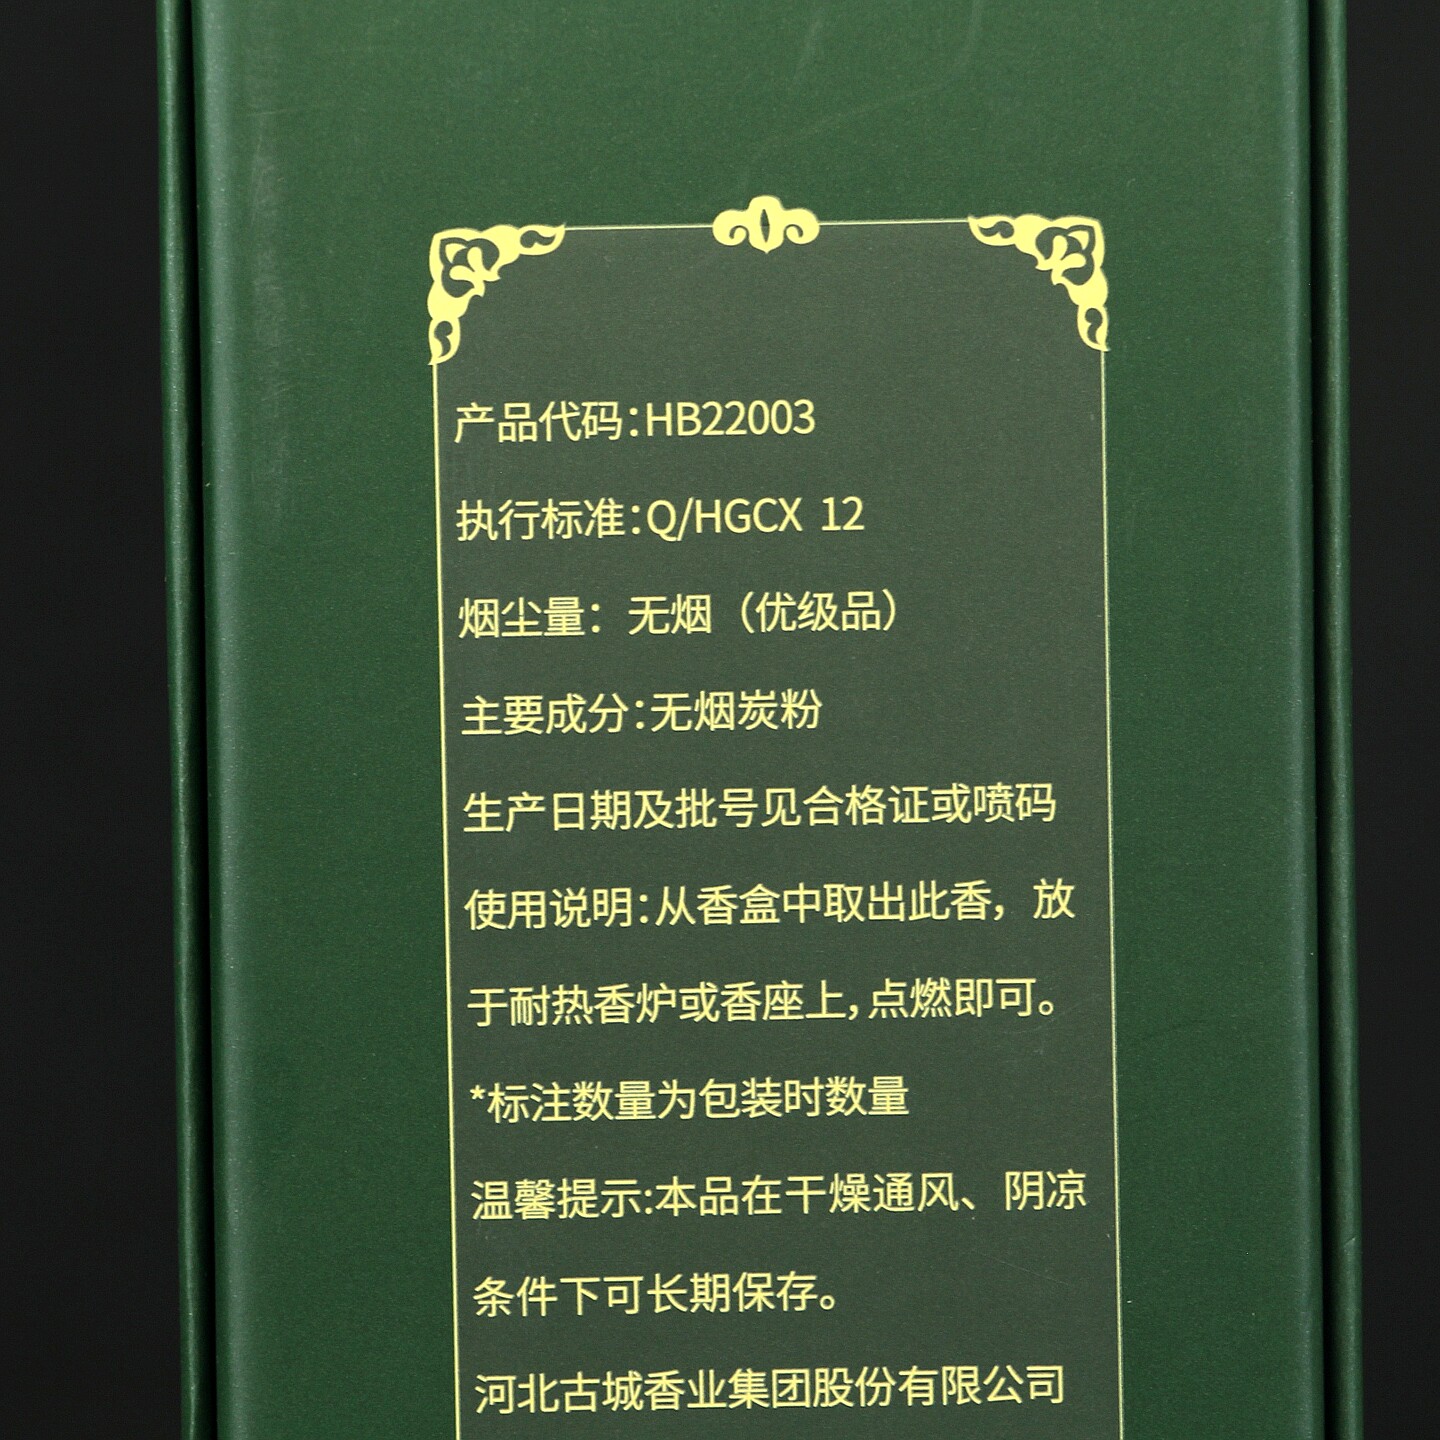 产品代码:HB22003
执行标准:Q/HGCX 12
烟尘量：无烟（优级品）
主要成分:无烟炭粉
生产日期及批号见合格证或喷码
使用说明:从香盒中取出此香，放
于耐热香炉或香座上,点燃即可。
*标注数量为包装时数量
温馨提示:本品在干燥通风、阴凉
条件下可长期保存。
河北古城香业集团股份有限公司